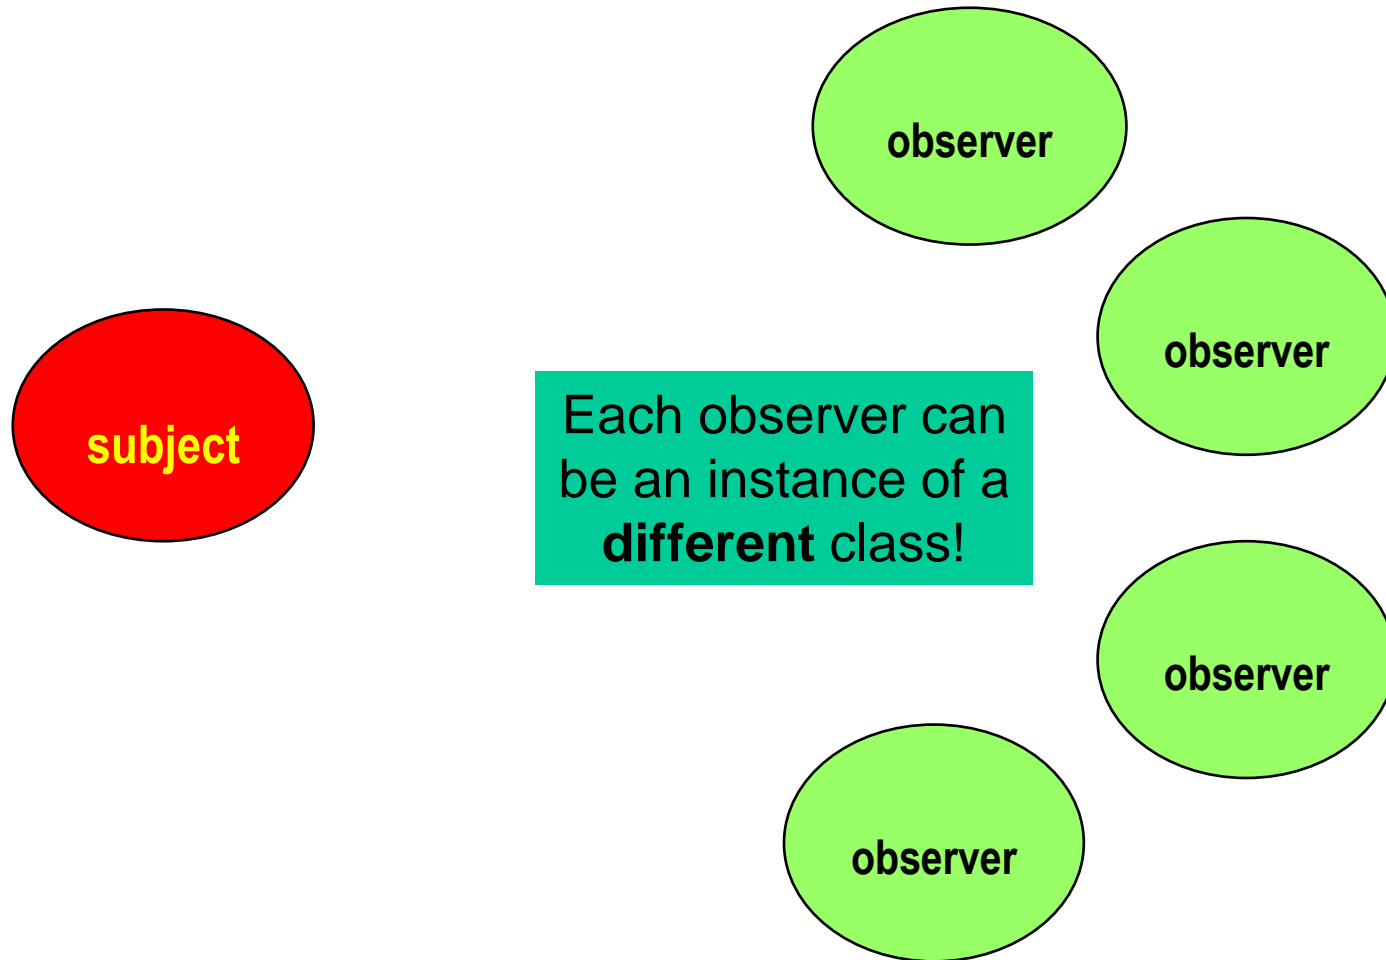 observer
observer
subject
Each observer can
be an instance of a
different class!
observer
observer